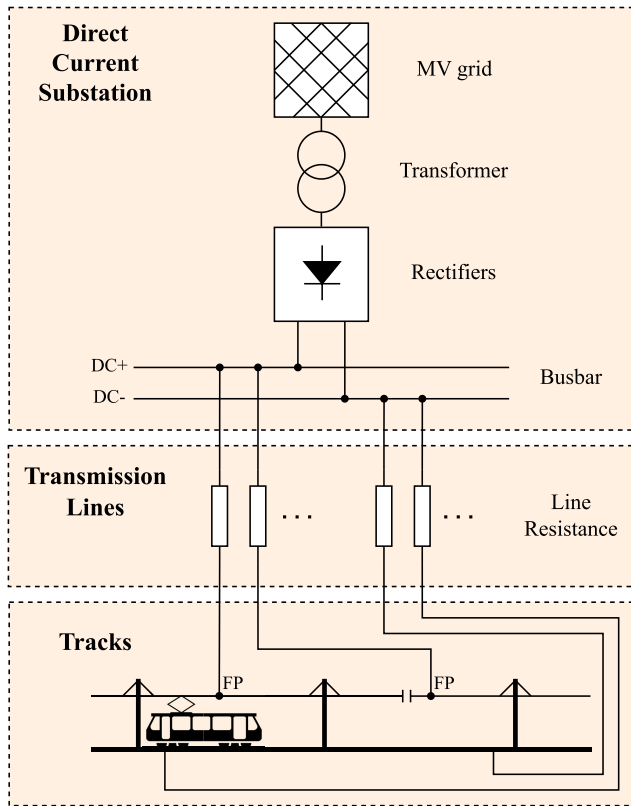 Direct
Current
Substation
MV grid
Transformer
Rectifiers
DC+
DC-
Busbar
Transmission
Lines
...
...
Line
Resistance
Tracks
FP
FP